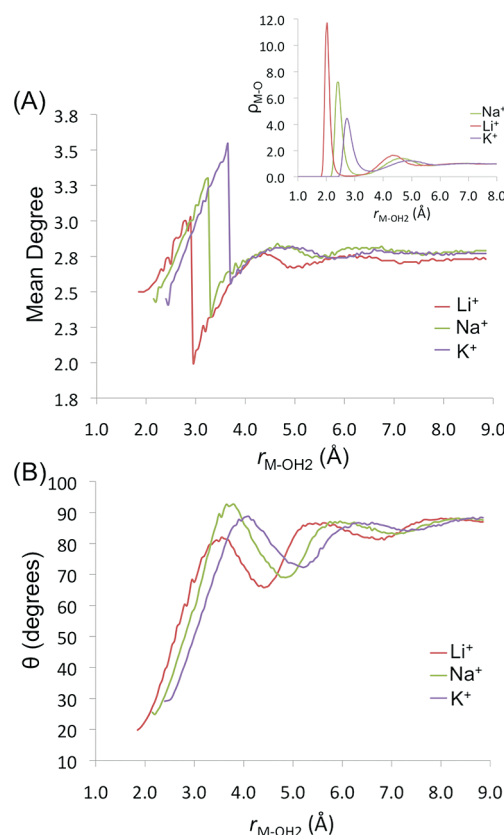 (A)
12.0
10.0
8.0
6.0
4.0
2.0
0.0
ρM-O
1.0 2.0 3.0 4.0 5.0 6.0 7.0 8.0
rM-OH2 (Å)
Na+
Li+
K+
3.8
3.5
3.3
3.0
2.8
2.5
2.3
2.0
1.8
Mean Degree
Li+
Na+
K+
1.0 2.0 3.0 4.0 5.0 6.0 7.0 8.0 9.0
rM-OH2 (Å)
(B)
100
90
80
70
60
50
40
30
20
10
θ (degrees)
Li+
Na+
K+
1.0 2.0 3.0 4.0 5.0 6.0 7.0 8.0 9.0
rM-OH2 (Å)